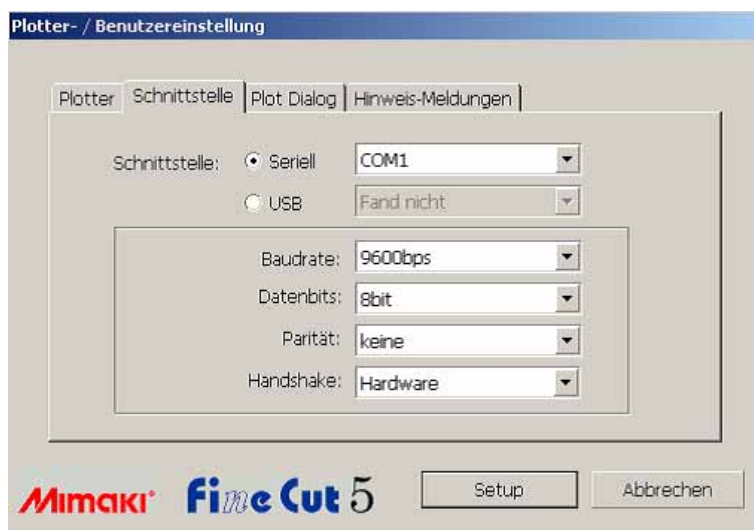 Plotter- / Benutzereinstellung
Plotter Schnittstelle Plot Dialog Hinweis-Meldungen
Schnittstelle: Seriell COM1
USB Fand nicht
Baudrate: 9600bps
Datenbits: 8bit
Parität: keine
Handshake: Hardware
Mimaki Fine Cut 5 Setup Abbrechen